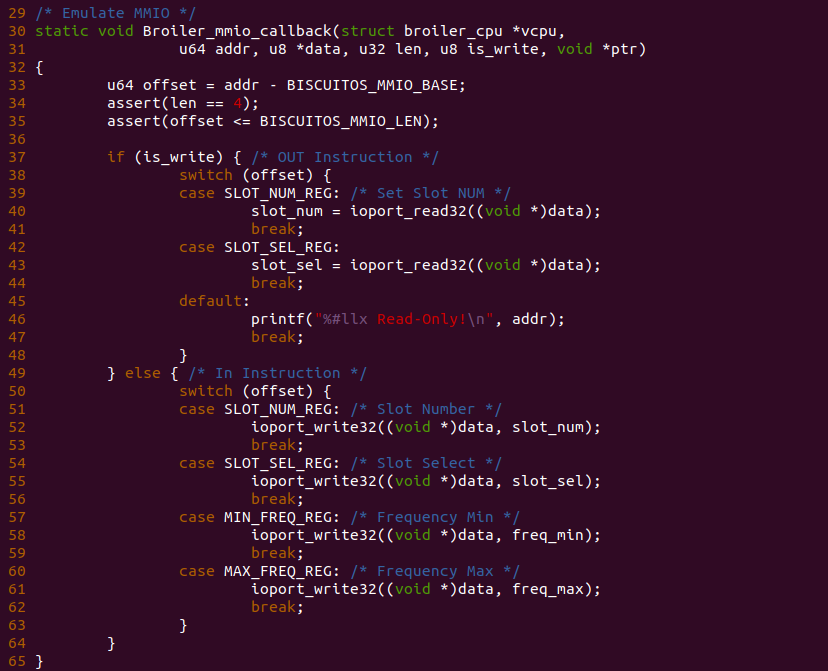 29 /* Emulate MMIO */
30 static void Broiler_mmio_callback(struct broiler_cpu *vcpu,
31                 u64 addr, u8 *data, u32 len, u8 is_write, void *ptr)
32 {
33         u64 offset = addr - BISCUITOS_MMIO_BASE;
34         assert(len == 4);
35         assert(offset <= BISCUITOS_MMIO_LEN);
36
37         if (is_write) { /* OUT Instruction */
38                 switch (offset) {
39                 case SLOT_NUM_REG: /* Set Slot NUM */
40                         slot_num = ioport_read32((void *)data);
41                         break;
42                 case SLOT_SEL_REG:
43                         slot_sel = ioport_read32((void *)data);
44                         break;
45                 default:
46                         printf("%#llx Read-Only!\n", addr);
47                         break;
48                 }
49         } else { /* In Instruction */
50                 switch (offset) {
51                 case SLOT_NUM_REG: /* Slot Number */
52                         ioport_write32((void *)data, slot_num);
53                         break;
54                 case SLOT_SEL_REG: /* Slot Select */
55                         ioport_write32((void *)data, slot_sel);
56                         break;
57                 case MIN_FREQ_REG: /* Frequency Min */
58                         ioport_write32((void *)data, freq_min);
59                         break;
60                 case MAX_FREQ_REG: /* Frequency Max */
61                         ioport_write32((void *)data, freq_max);
62                         break;
63                 }
64         }
65 }